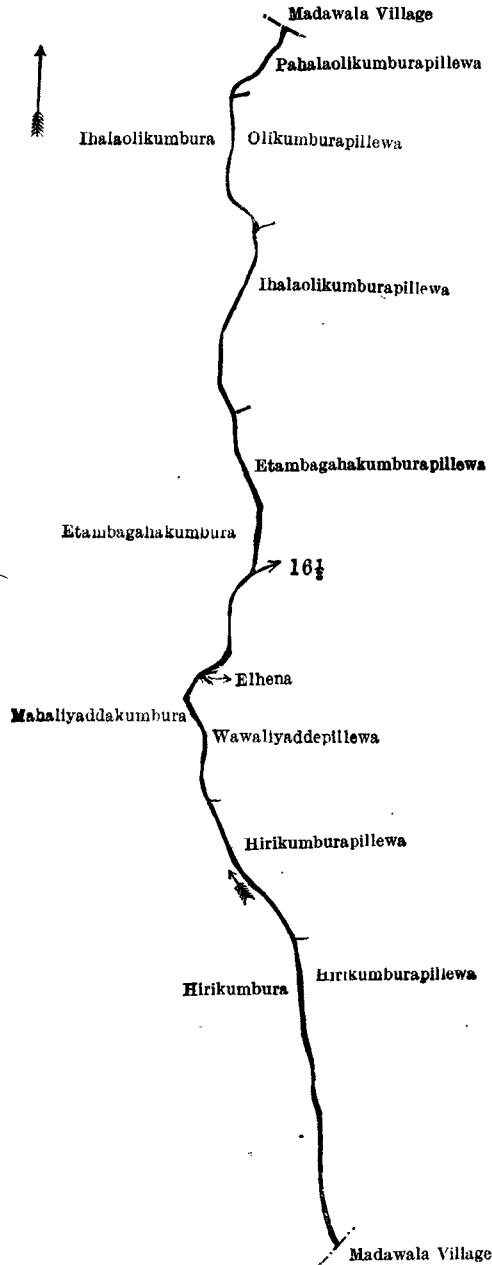 Madawala Village
Pahalaolikumburapillewa
Ihalaolikumbura
Olikumburapillewa
Ihalaolikumburapillewa
Etambagahakumburapillewa
Etambagahakumbura
16½
Elhena
Mahaliyaddakumbura
Wawaliyaddepillewa
Hirikumburapillewa
Hirikumbura
Hirikumburapillewa
Madawala Village